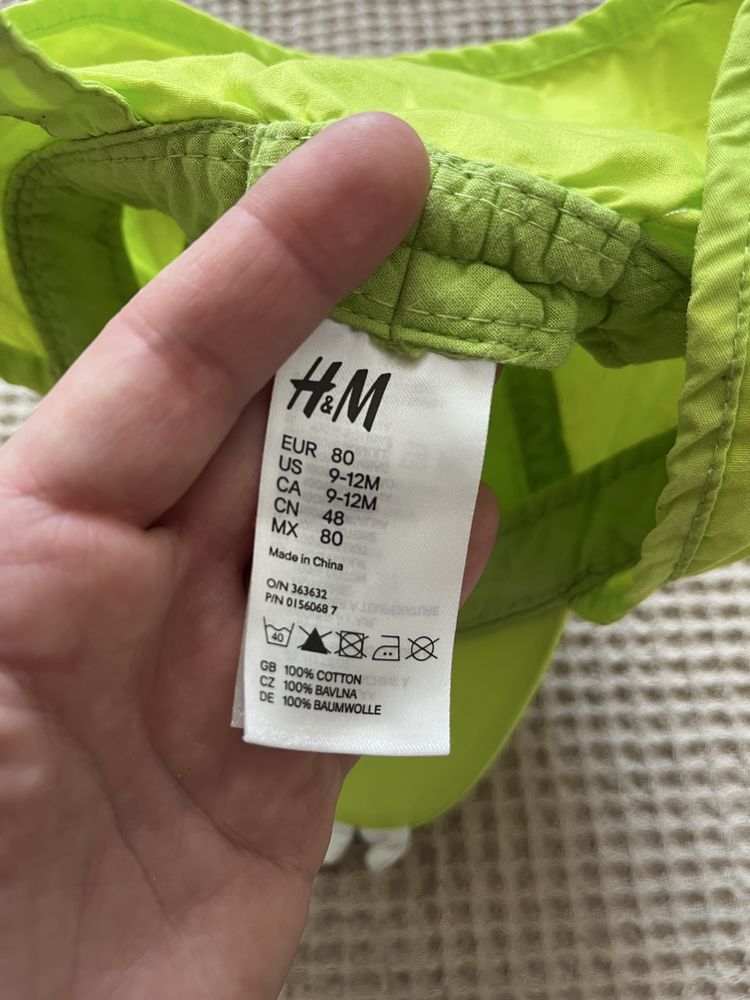 H&M
EUR 80
US 9-12M
CA 9-12M
CN 48
MX 80
Made in China
O/N 363632
P/N 0156068 7
40
GB 100% COTTON
CZ 100% BAVLNA
DE 100% BAUMWOLLE